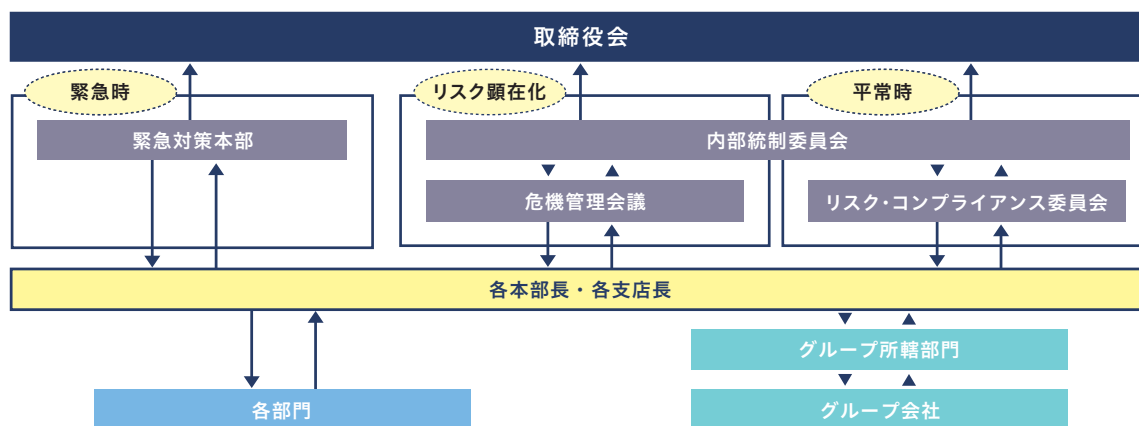 取締役会
緊急時
リスク顕在化
平常時
緊急対策本部
内部統制委員会
危機管理会議
リスク・コンプライアンス委員会
各本部長・各支店長
グループ所轄部門
各部門
グループ会社